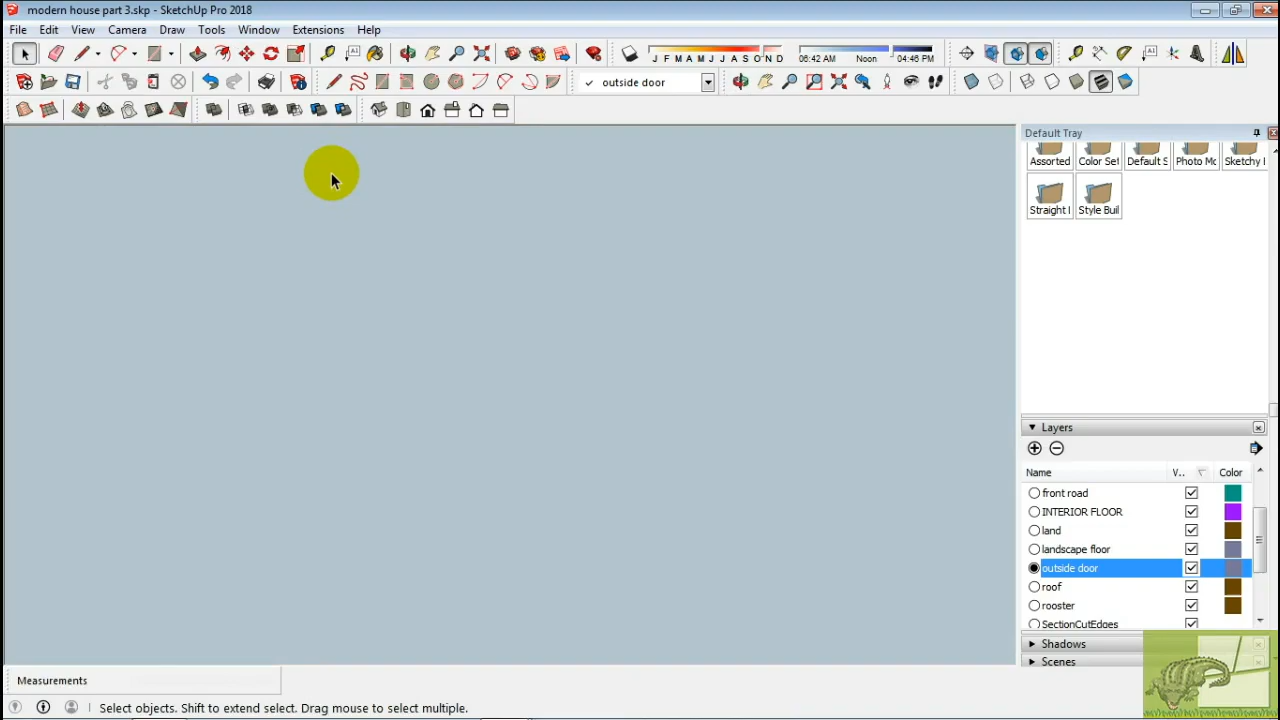 modern house part 3.skp - SketchUp Pro 2018
File Edit View Camera Draw Tools Window Extensions Help
J F M A M J J A S O N D 06:42 AM Noon 04:46 PM
✓ outside door
Default Tray
Assorted Color Set Default S Photo Mo Sketchy
Straight Style Buil
Layers
Name V.. Color
front road
INTERIOR FLOOR
land
landscape floor
outside door
roof
rooster
SectionCutEdges
Shadows
Scenes
Measurements
Select objects. Shift to extend select. Drag mouse to select multiple.